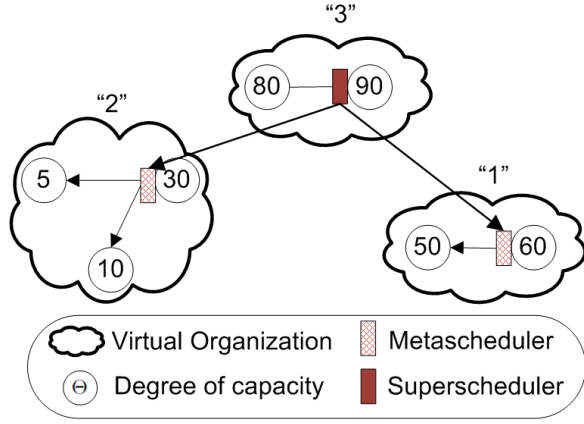 “3”
80
90
“2”
5
30
10
“1”
50
60
Virtual Organization
Metascheduler
Θ Degree of capacity
Superscheduler